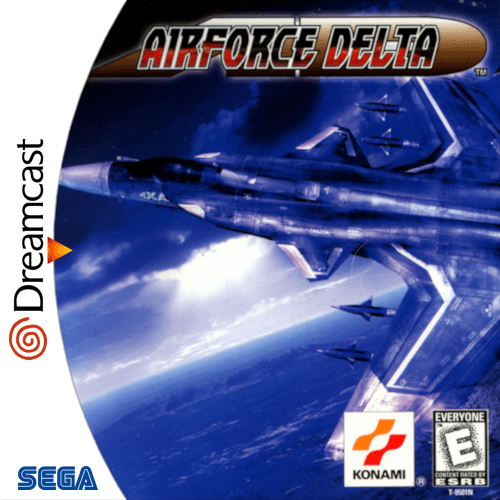 AIRFORCE DELTA
TM
Dreamcast
SEGA
KONAMI
®
EVERYONE
E
CONTENT RATED BY
ESRB
T-9501N